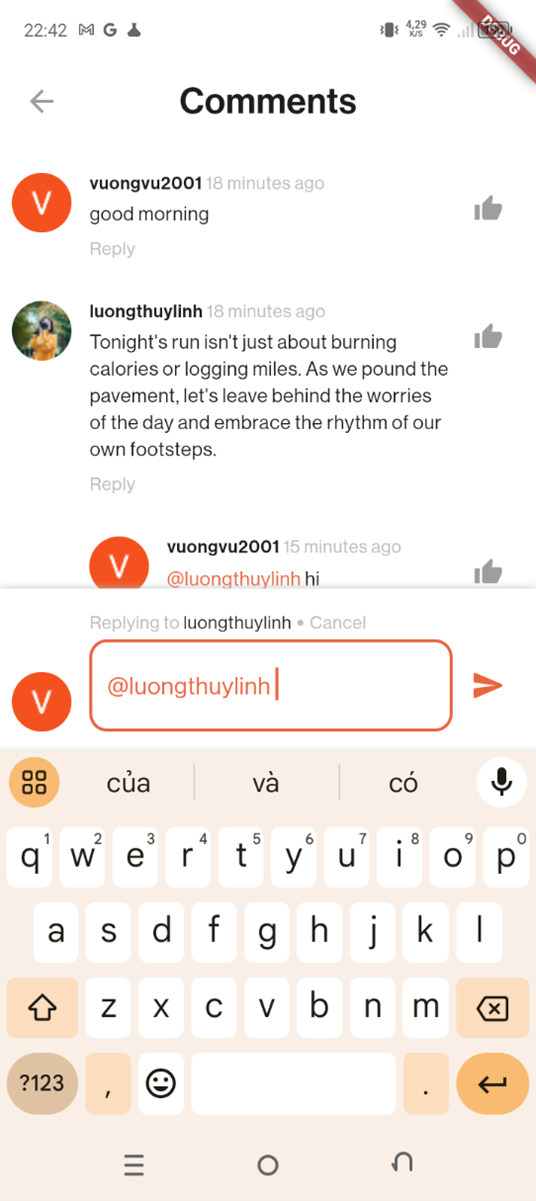 22:42
4,29
K/S
DEBUG
Comments
V
vuongvu2001 18 minutes ago
good morning
Reply
luongthuylinh 18 minutes ago
Tonight's run isn't just about burning
calories or logging miles. As we pound the
pavement, let's leave behind the worries
of the day and embrace the rhythm of our
own footsteps.
Reply
V
vuongvu2001 15 minutes ago
@luongthuylinh hi
Replying to luongthuylinh • Cancel
V
@luongthuylinh
của và có
q1 w2 e3 r4 t5 y6 u7 i8 o9 p0
a s d f g h j k l
z x c v b n m
?123 , .